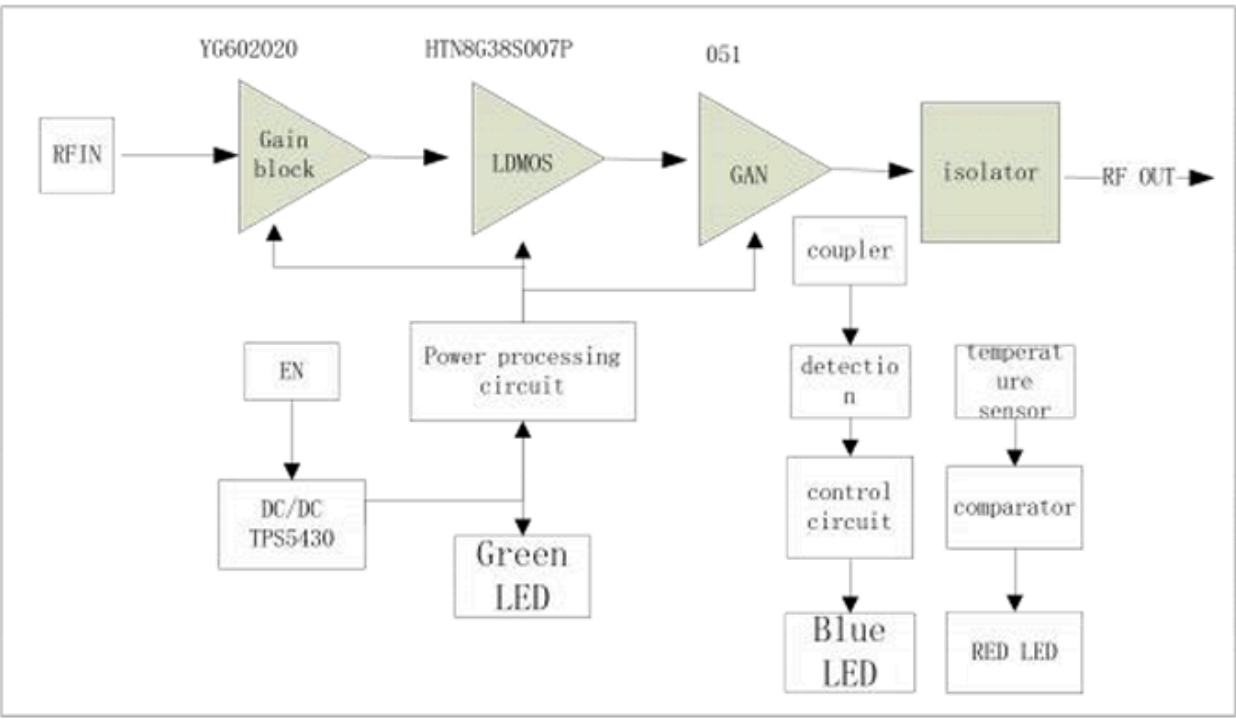 YG602020
HTN8G38S007P
051
RFIN
Gain
block
LDMOS
GAN
isolator
RF OUT
coupler
EN
Power processing
circuit
detectio
n
temperat
ure
sensor
DC/DC
TPS5430
Green
LED
control
circuit
comparator
Blue
LED
RED LED